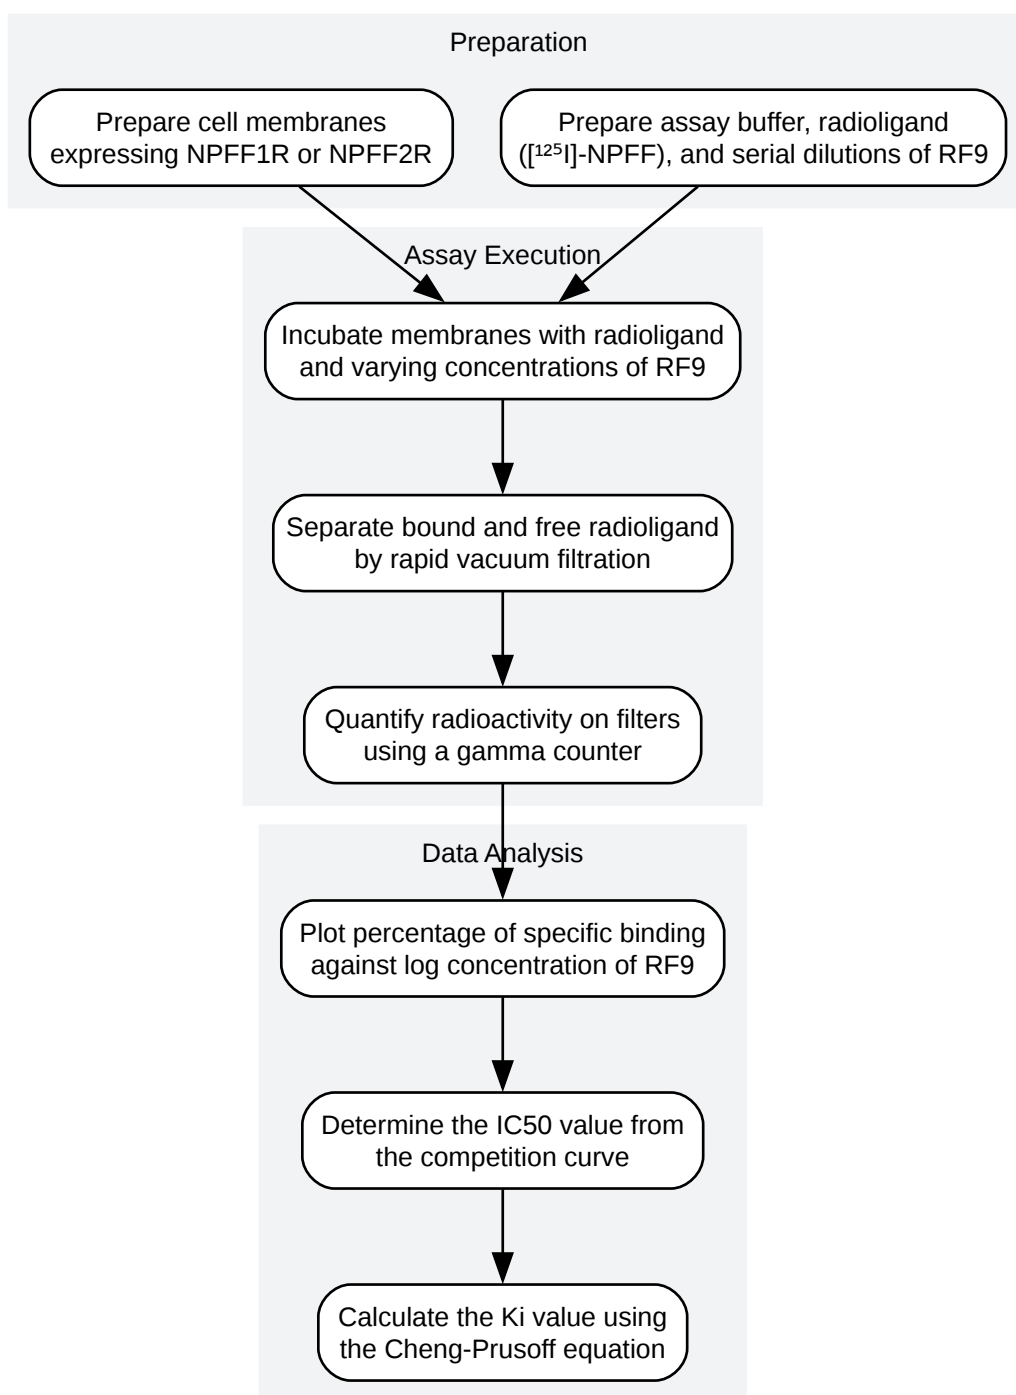 Preparation
Prepare cell membranes
expressing NPFF1R or NPFF2R
Prepare assay buffer, radioligand
([¹²⁵I]-NPFF), and serial dilutions of RF9
Assay Execution
Incubate membranes with radioligand
and varying concentrations of RF9
Separate bound and free radioligand
by rapid vacuum filtration
Quantify radioactivity on filters
using a gamma counter
Data Analysis
Plot percentage of specific binding
against log concentration of RF9
Determine the IC50 value from
the competition curve
Calculate the Ki value using
the Cheng-Prusoff equation